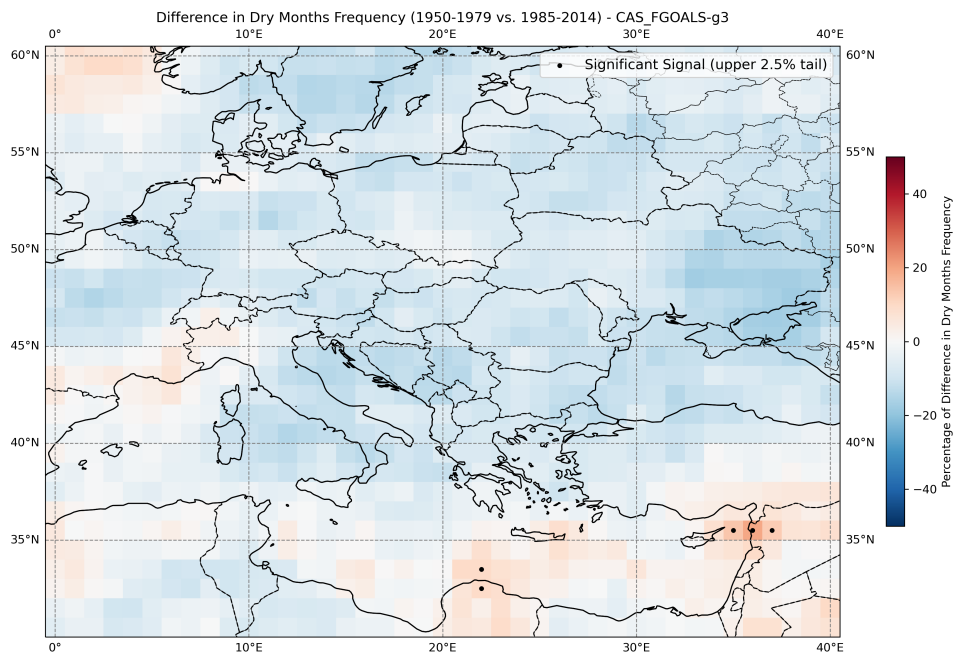 Difference in Dry Months Frequency (1950-1979 vs. 1985-2014) - CAS_FGOALS-g3
0° 10°E 20°E 30°E 40°E
Significant Signal (upper 2.5% tail)
60°N 60°N
55°N 55°N
50°N 50°N
45°N 45°N
40°N 40°N
35°N 35°N
0° 10°E 20°E 30°E 40°E
40
20
0
−20
−40
Percentage of Difference in Dry Months Frequency